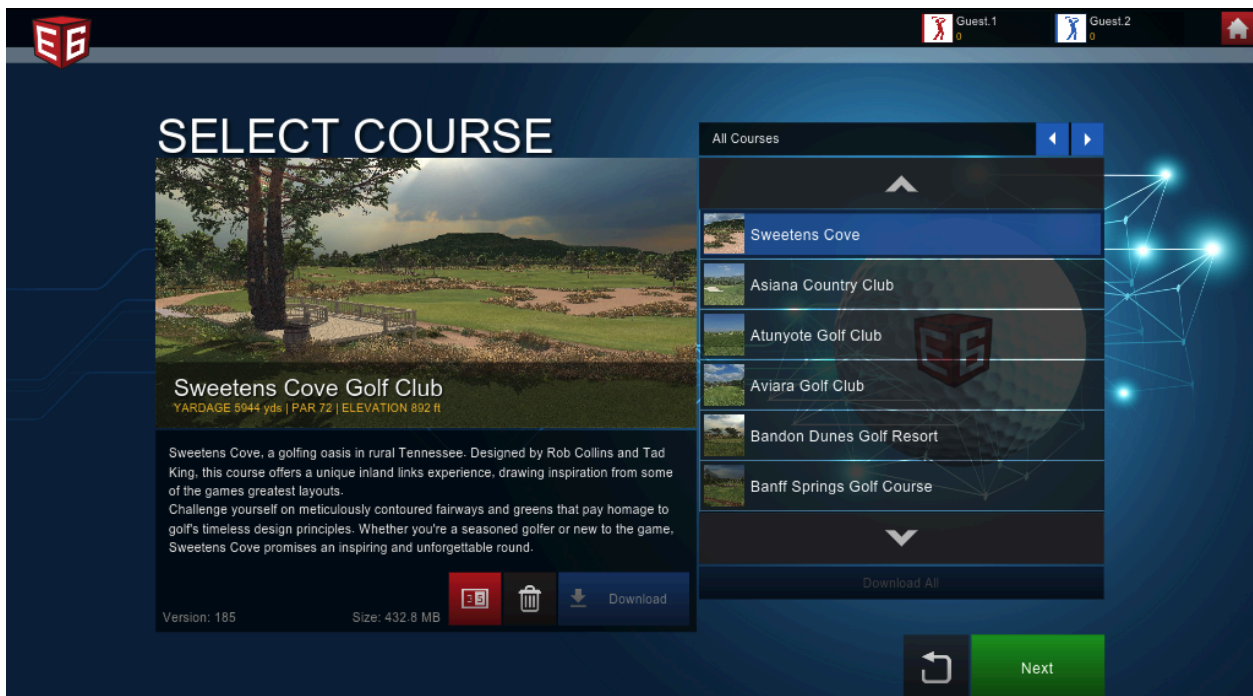 E6
Guest.1
0
Guest.2
0
SELECT COURSE
Sweetens Cove Golf Club
YARDAGE 5944 yds | PAR 72 | ELEVATION 892 ft
Sweetens Cove, a golfing oasis in rural Tennessee. Designed by Rob Collins and Tad
King, this course offers a unique inland links experience, drawing inspiration from some
of the games greatest layouts.
Challenge yourself on meticulously contoured fairways and greens that pay homage to
golf's timeless design principles. Whether you're a seasoned golfer or new to the game,
Sweetens Cove promises an inspiring and unforgettable round.
Version: 185
Size: 432.8 MB
Download
All Courses
Sweetens Cove
Asiana Country Club
Atunyote Golf Club
Aviara Golf Club
Bandon Dunes Golf Resort
Banff Springs Golf Course
E6
Download All
Next